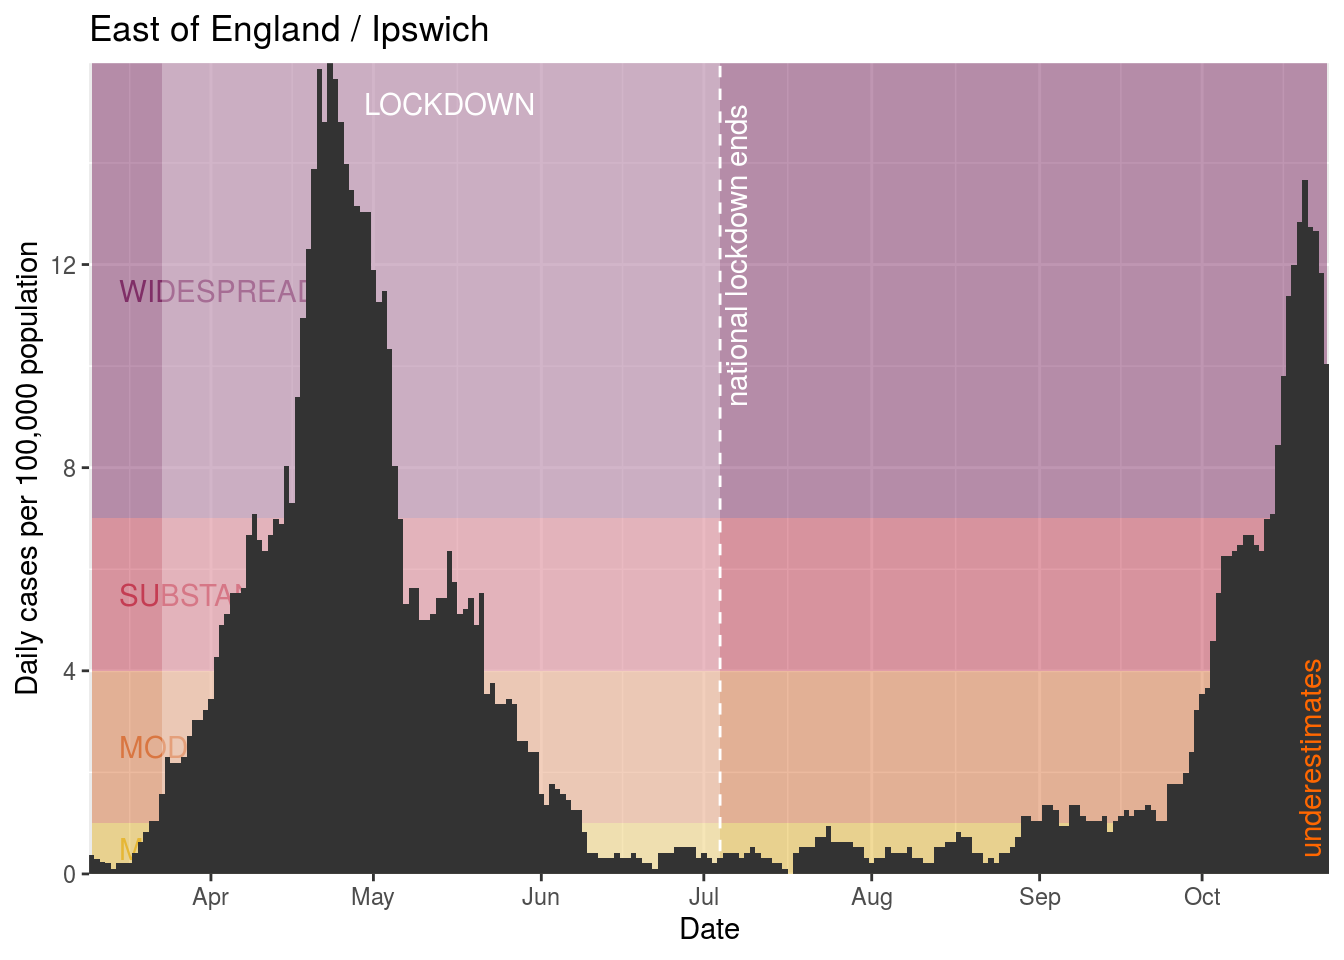 East of England / Ipswich
LOCKDOWN
national lockdown ends
WIDESPREAD
SUBSTAN
MOD
M
underestimates
Daily cases per 100,000 population
12
8
4
0
Apr May Jun Jul Aug Sep Oct
Date